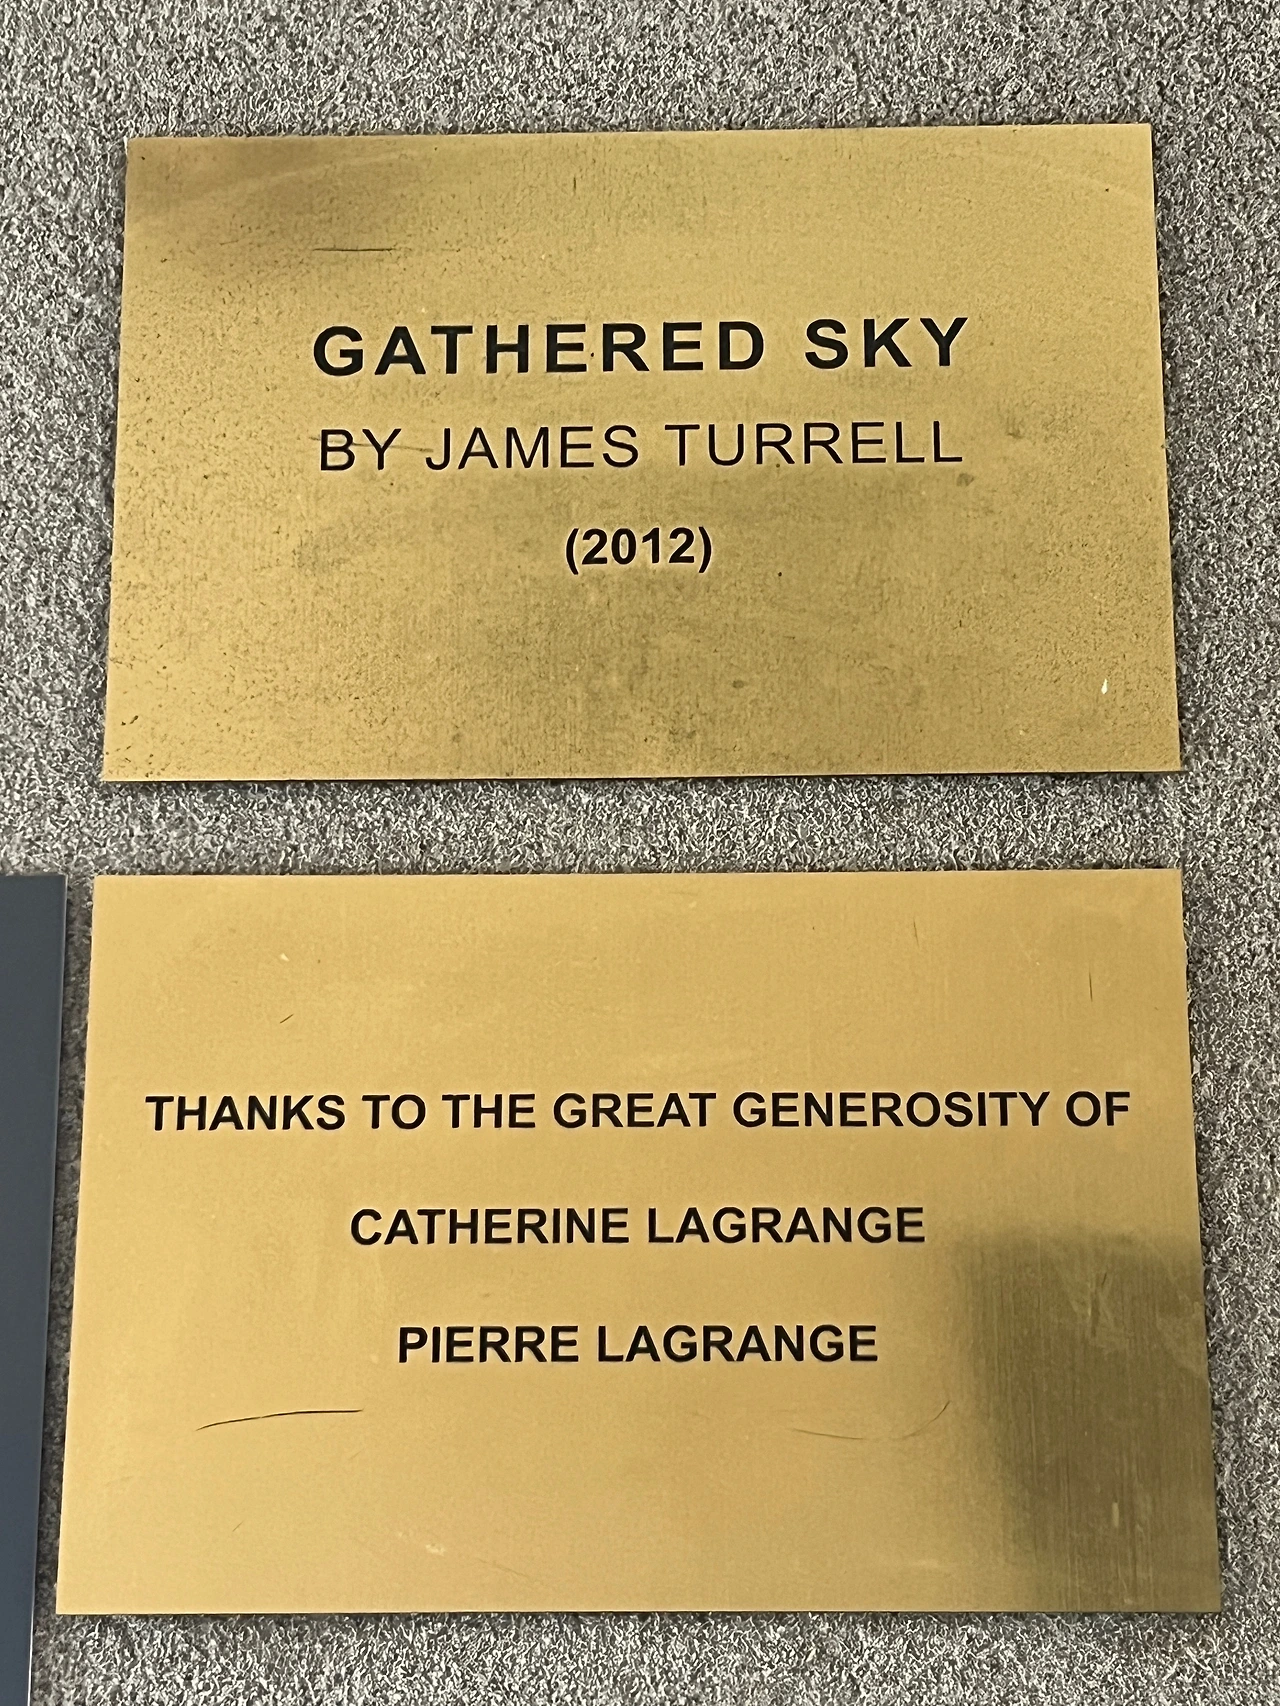 GATHERED SKY
BY JAMES TURRELL
(2012)
THANKS TO THE GREAT GENEROSITY OF
CATHERINE LAGRANGE
PIERRE LAGRANGE